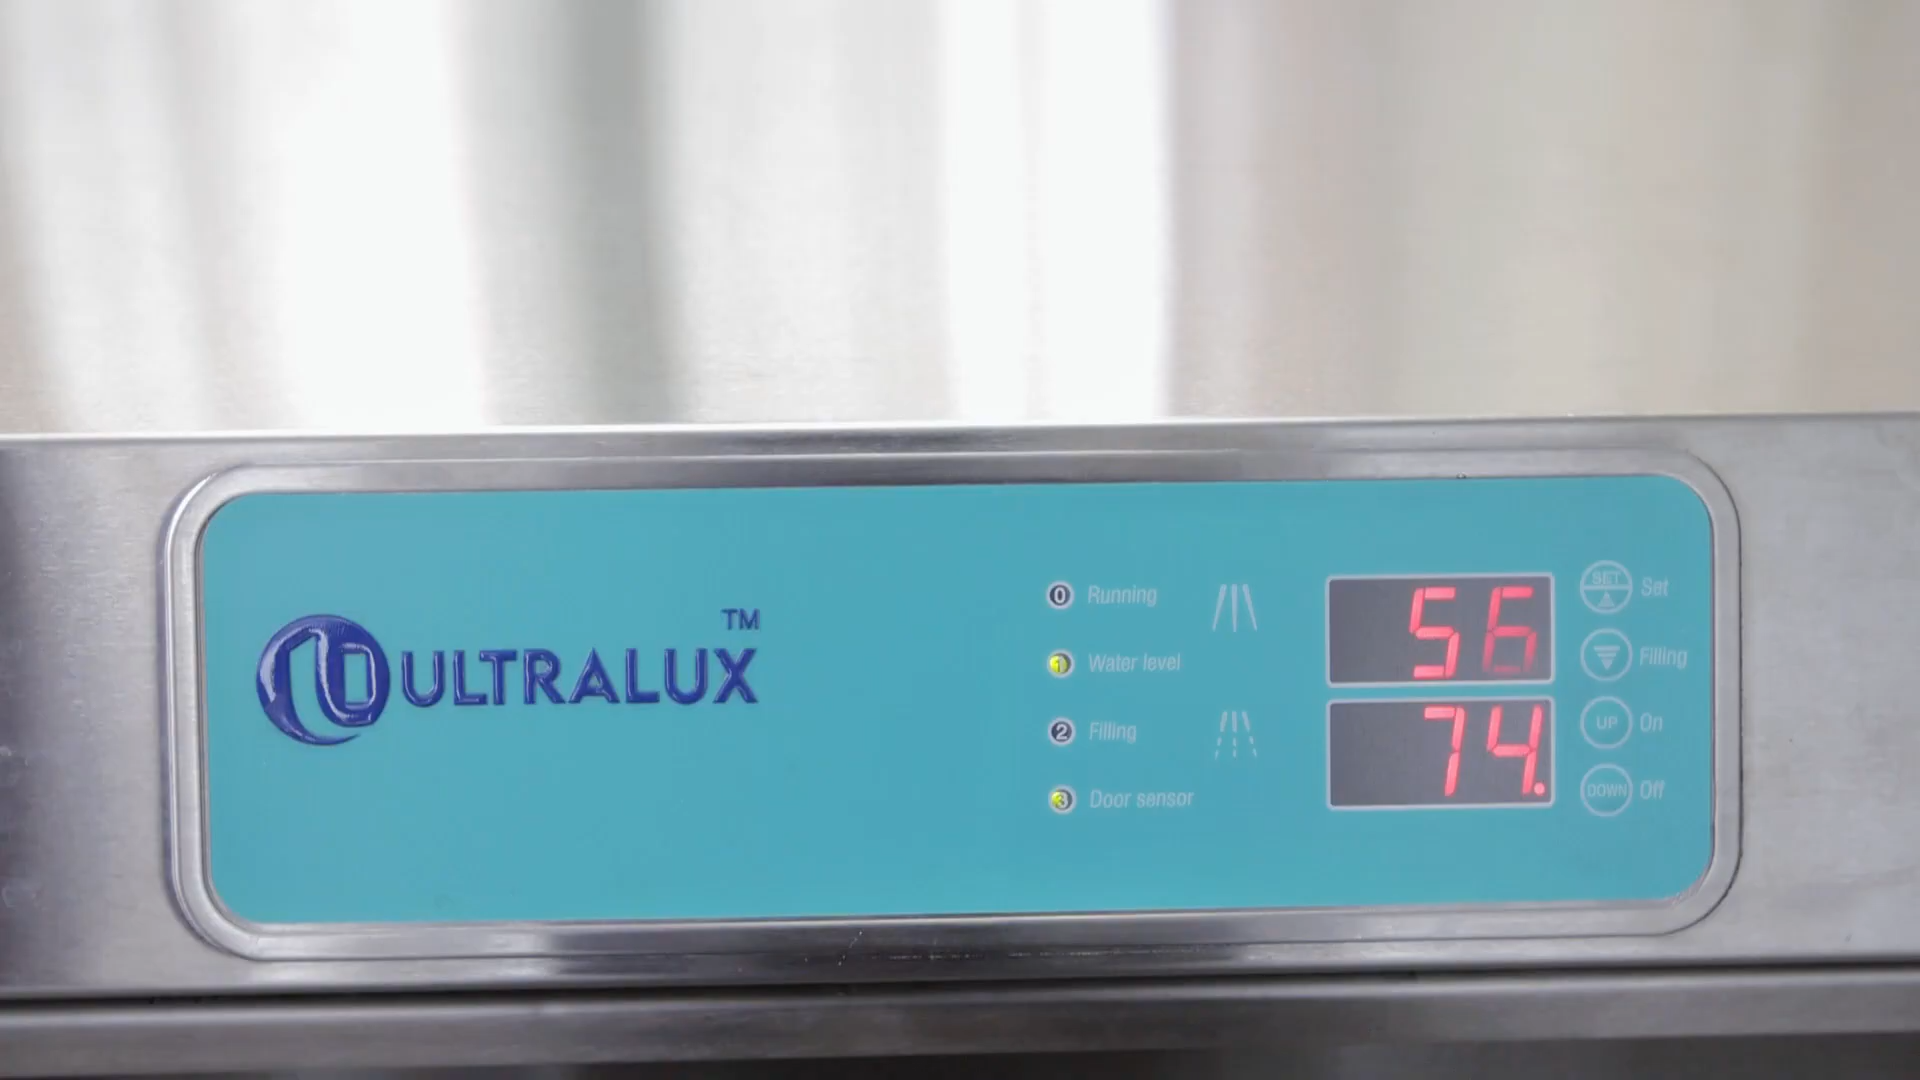 ULTRALUX™
0 Running
1 Water level
2 Filling
3 Door sensor
56
74.
SET Set
Filling
UP On
DOWN Off